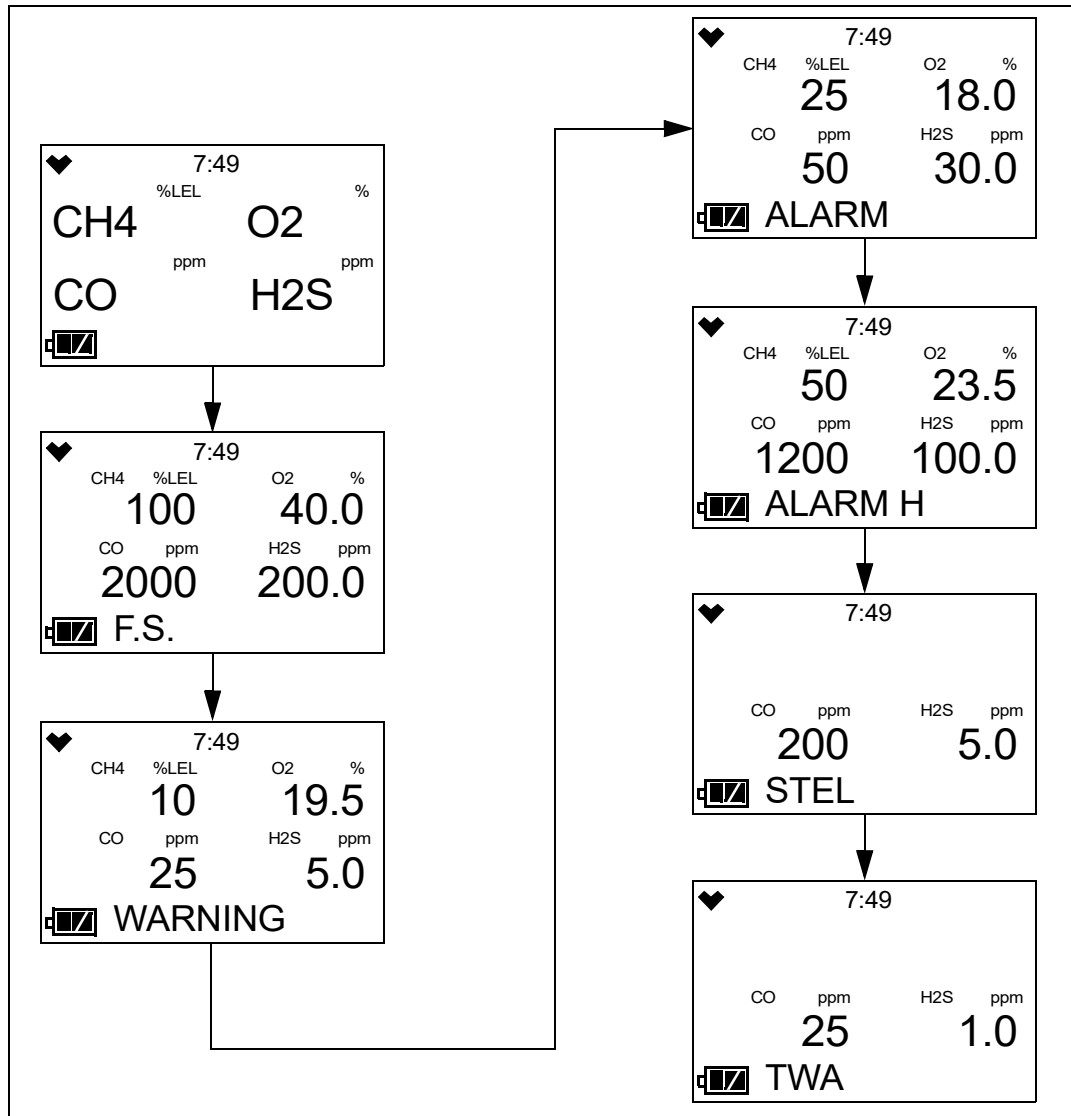 7:49
%LEL %
CH4 O2
ppm ppm
CO H2S
7:49
CH4 %LEL O2 %
100 40.0
CO ppm H2S ppm
2000 200.0
F.S.
7:49
CH4 %LEL O2 %
10 19.5
CO ppm H2S ppm
25 5.0
WARNING
7:49
CH4 %LEL O2 %
25 18.0
CO ppm H2S ppm
50 30.0
ALARM
7:49
CH4 %LEL O2 %
50 23.5
CO ppm H2S ppm
1200 100.0
ALARM H
7:49
CO ppm H2S ppm
200 5.0
STEL
7:49
CO ppm H2S ppm
25 1.0
TWA